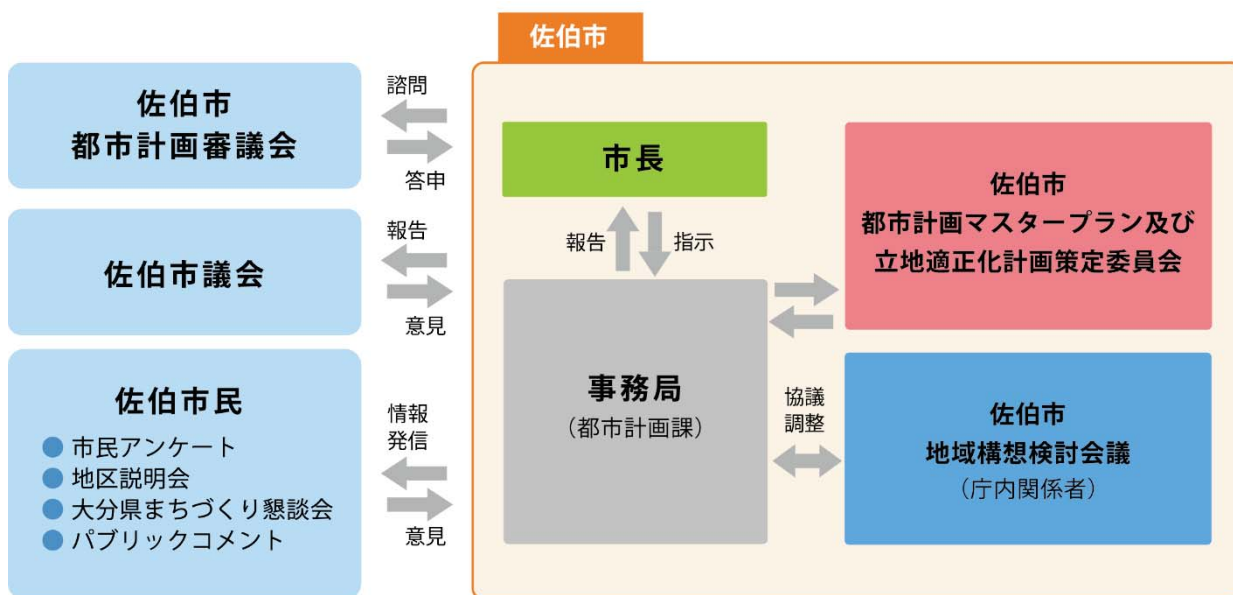 佐伯市
佐伯市
都市計画審議会
諮問
答申
佐伯市議会
報告
意見
佐伯市民
市民アンケート
地区説明会
大分県まちづくり懇談会
パブリックコメント
情報
発信
意見
市長
報告
指示
事務局
（都市計画課）
佐伯市
都市計画マスタープラン及び
立地適正化計画策定委員会
協議
調整
佐伯市
地域構想検討会議
（庁内関係者）